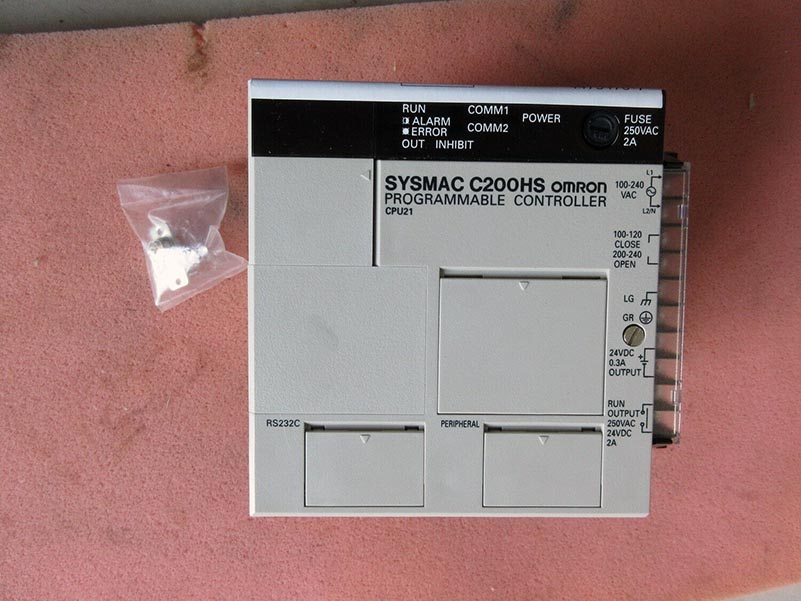 RUN COMM1
ALARM
ERROR COMM2
OUT INHIBIT
POWER
FUSE
250VAC
2A
SYSMAC C200HS OMRON
PROGRAMMABLE CONTROLLER
CPU21
L1
100-240
VAC
L2/N
100-120
CLOSE
200-240
OPEN
LG
GR
24VDC
0.3A
OUTPUT
RUN
OUTPUT
250VAC
24VDC
2A
RS232C
PERIPHERAL